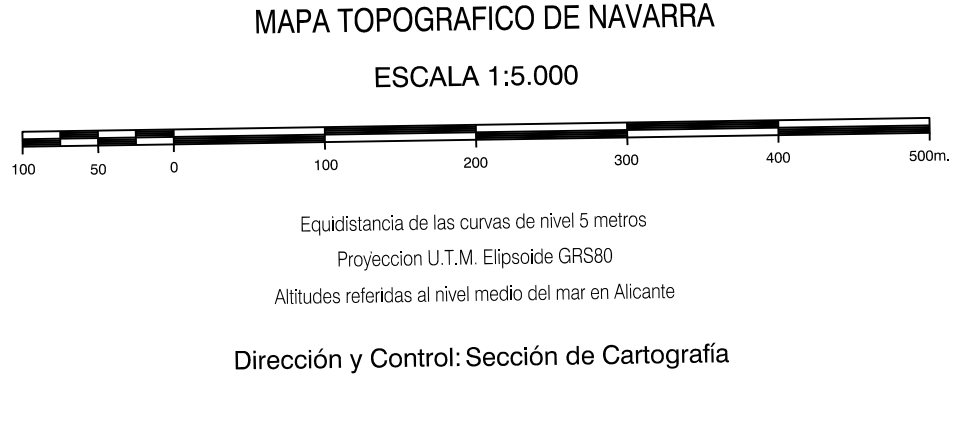 MAPA TOPOGRAFICO DE NAVARRA
ESCALA 1:5.000
100 50 0 100 200 300 400 500m.
Equidistancia de las curvas de nivel 5 metros
Proyeccion U.T.M. Elipsoide GRS80
Altitudes referidas al nivel medio del mar en Alicante
Dirección y Control: Sección de Cartografía